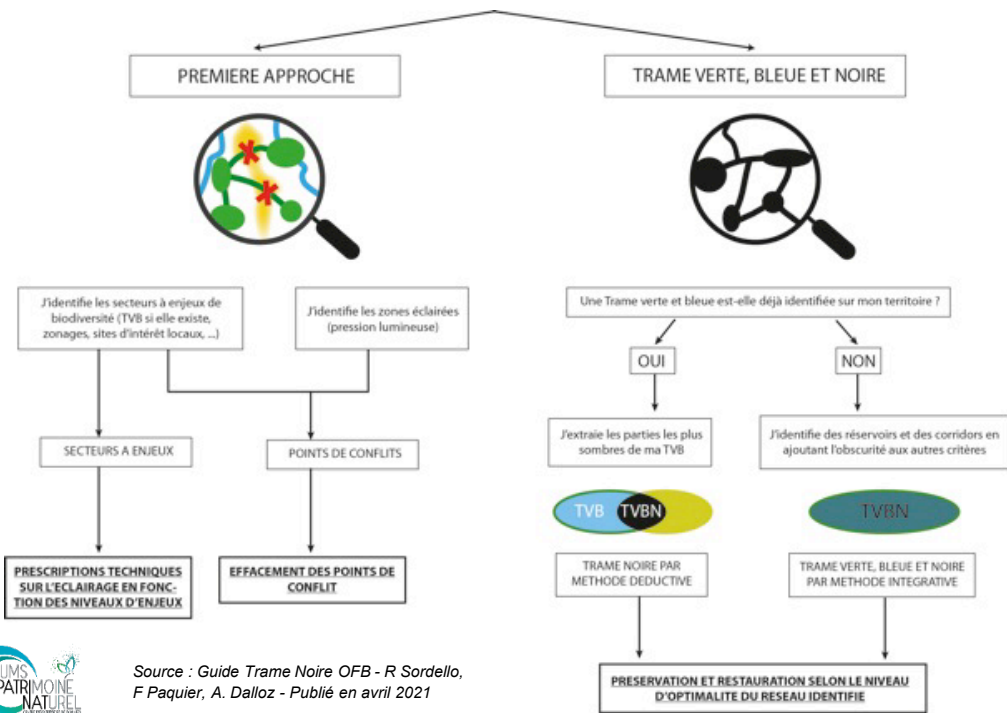 PREMIERE APPROCHE
TRAME VERTE, BLEUE ET NOIRE
J'identifie les secteurs à enjeux de
biodiversité (TVB si elle existe,
zonages, sites d'intérêt locaux, ...)
J'identifie les zones éclairées
(pression lumineuse)
Une Trame verte et bleue est-elle déjà identifiée sur mon territoire ?
OUI
NON
SECTEURS A ENJEUX
POINTS DE CONFLITS
J'extraie les parties les plus
sombres de ma TVB
J'identifie des réservoirs et des corridors en
ajoutant l'obscurité aux autres critères
TVB
TVBN
TVBN
PRESCRIPTIONS TECHNIQUES
SUR L'ECLAIRAGE EN FONC-
TION DES NIVEAUX D'ENJEUX
EFFACEMENT DES POINTS DE
CONFLIT
TRAME NOIRE PAR
METHODE DEDUCTIVE
TRAME VERTE, BLEUE ET NOIRE
PAR METHODE INTEGRATIVE
UMS
PATRIMOINE
NATUREL
Source : Guide Trame Noire OFB - R Sordello,
F Paquier, A. Dalloz - Publié en avril 2021
PRESERVATION ET RESTAURATION SELON LE NIVEAU
D'OPTIMALITE DU RESEAU IDENTIFIE